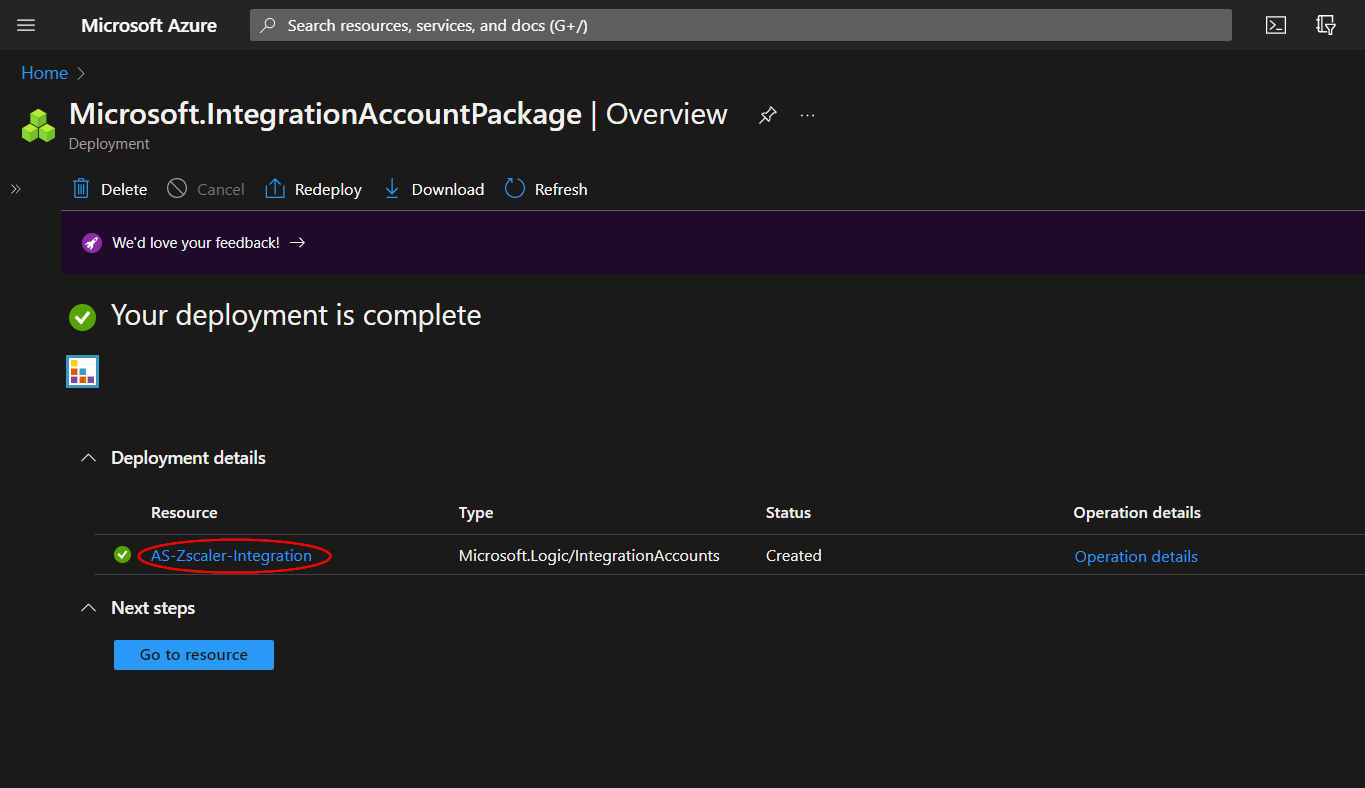 Microsoft Azure
Search resources, services, and docs (G+/)
Home
Microsoft.IntegrationAccountPackage | Overview
Deployment
Delete Cancel Redeploy Download Refresh
We'd love your feedback!
Your deployment is complete
Deployment details
Resource Type Status Operation details
AS-Zscaler-Integration Microsoft.Logic/IntegrationAccounts Created Operation details
Next steps
Go to resource